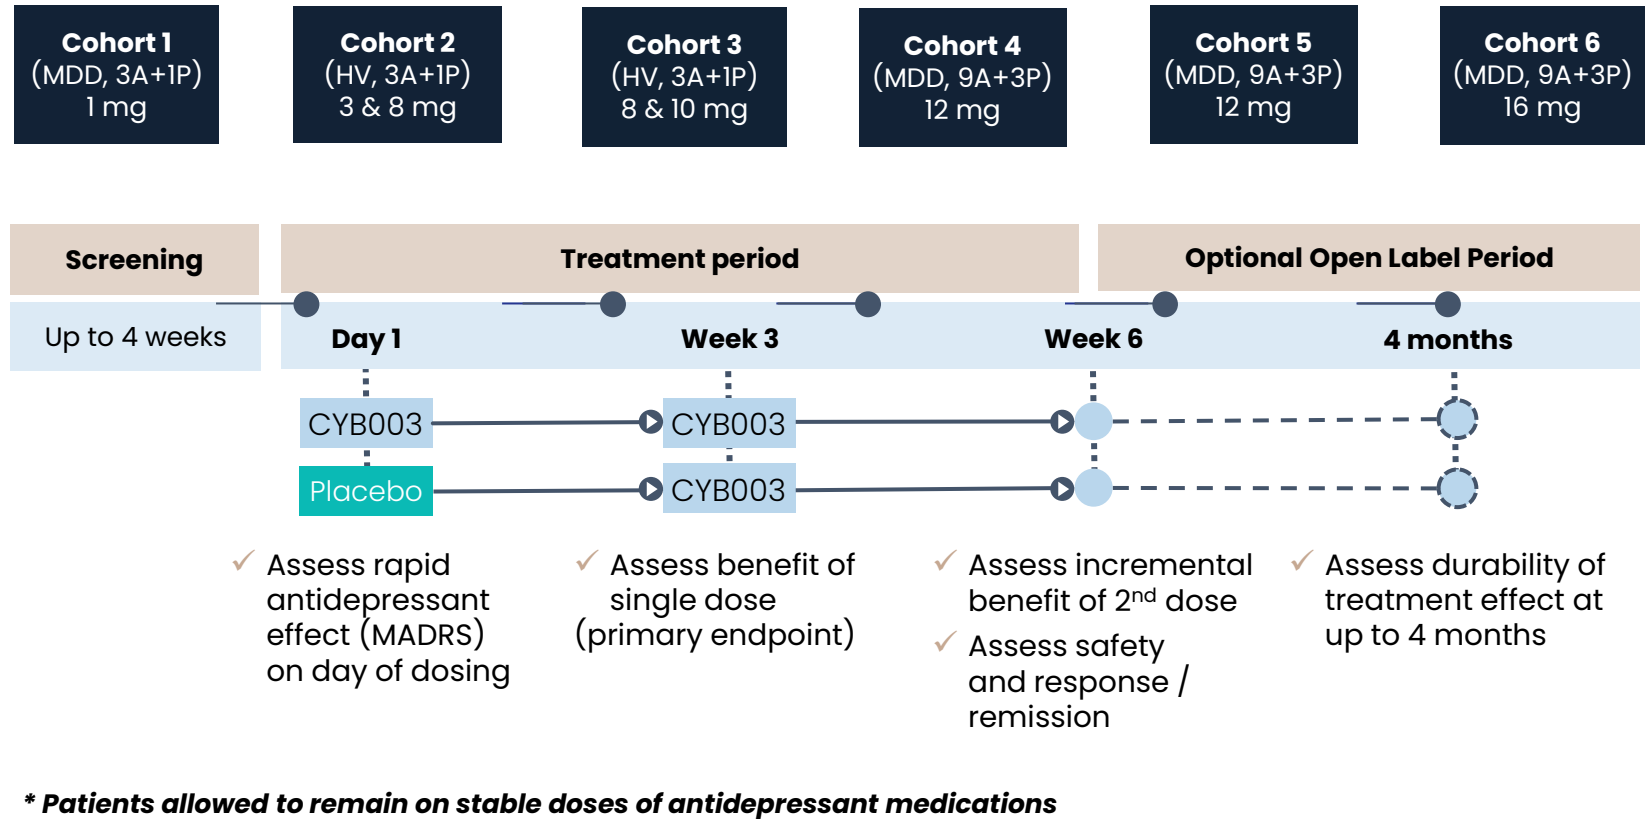 Cohort 1
(MDD, 3A+1P)
1 mg
Cohort 2
(HV, 3A+1P)
3 & 8 mg
Cohort 3
(HV, 3A+1P)
8 & 10 mg
Cohort 4
(MDD, 9A+3P)
12 mg
Cohort 5
(MDD, 9A+3P)
12 mg
Cohort 6
(MDD, 9A+3P)
16 mg
Screening
Treatment period
Optional Open Label Period
Up to 4 weeks
Day 1
Week 3
Week 6
4 months
CYB003
CYB003
Placebo
CYB003
✓ Assess rapid
antidepressant
effect (MADRS)
on day of dosing
✓ Assess benefit of
single dose
(primary endpoint)
✓ Assess incremental
benefit of 2nd dose
✓ Assess safety
and response /
remission
✓ Assess durability of
treatment effect at
up to 4 months
* Patients allowed to remain on stable doses of antidepressant medications